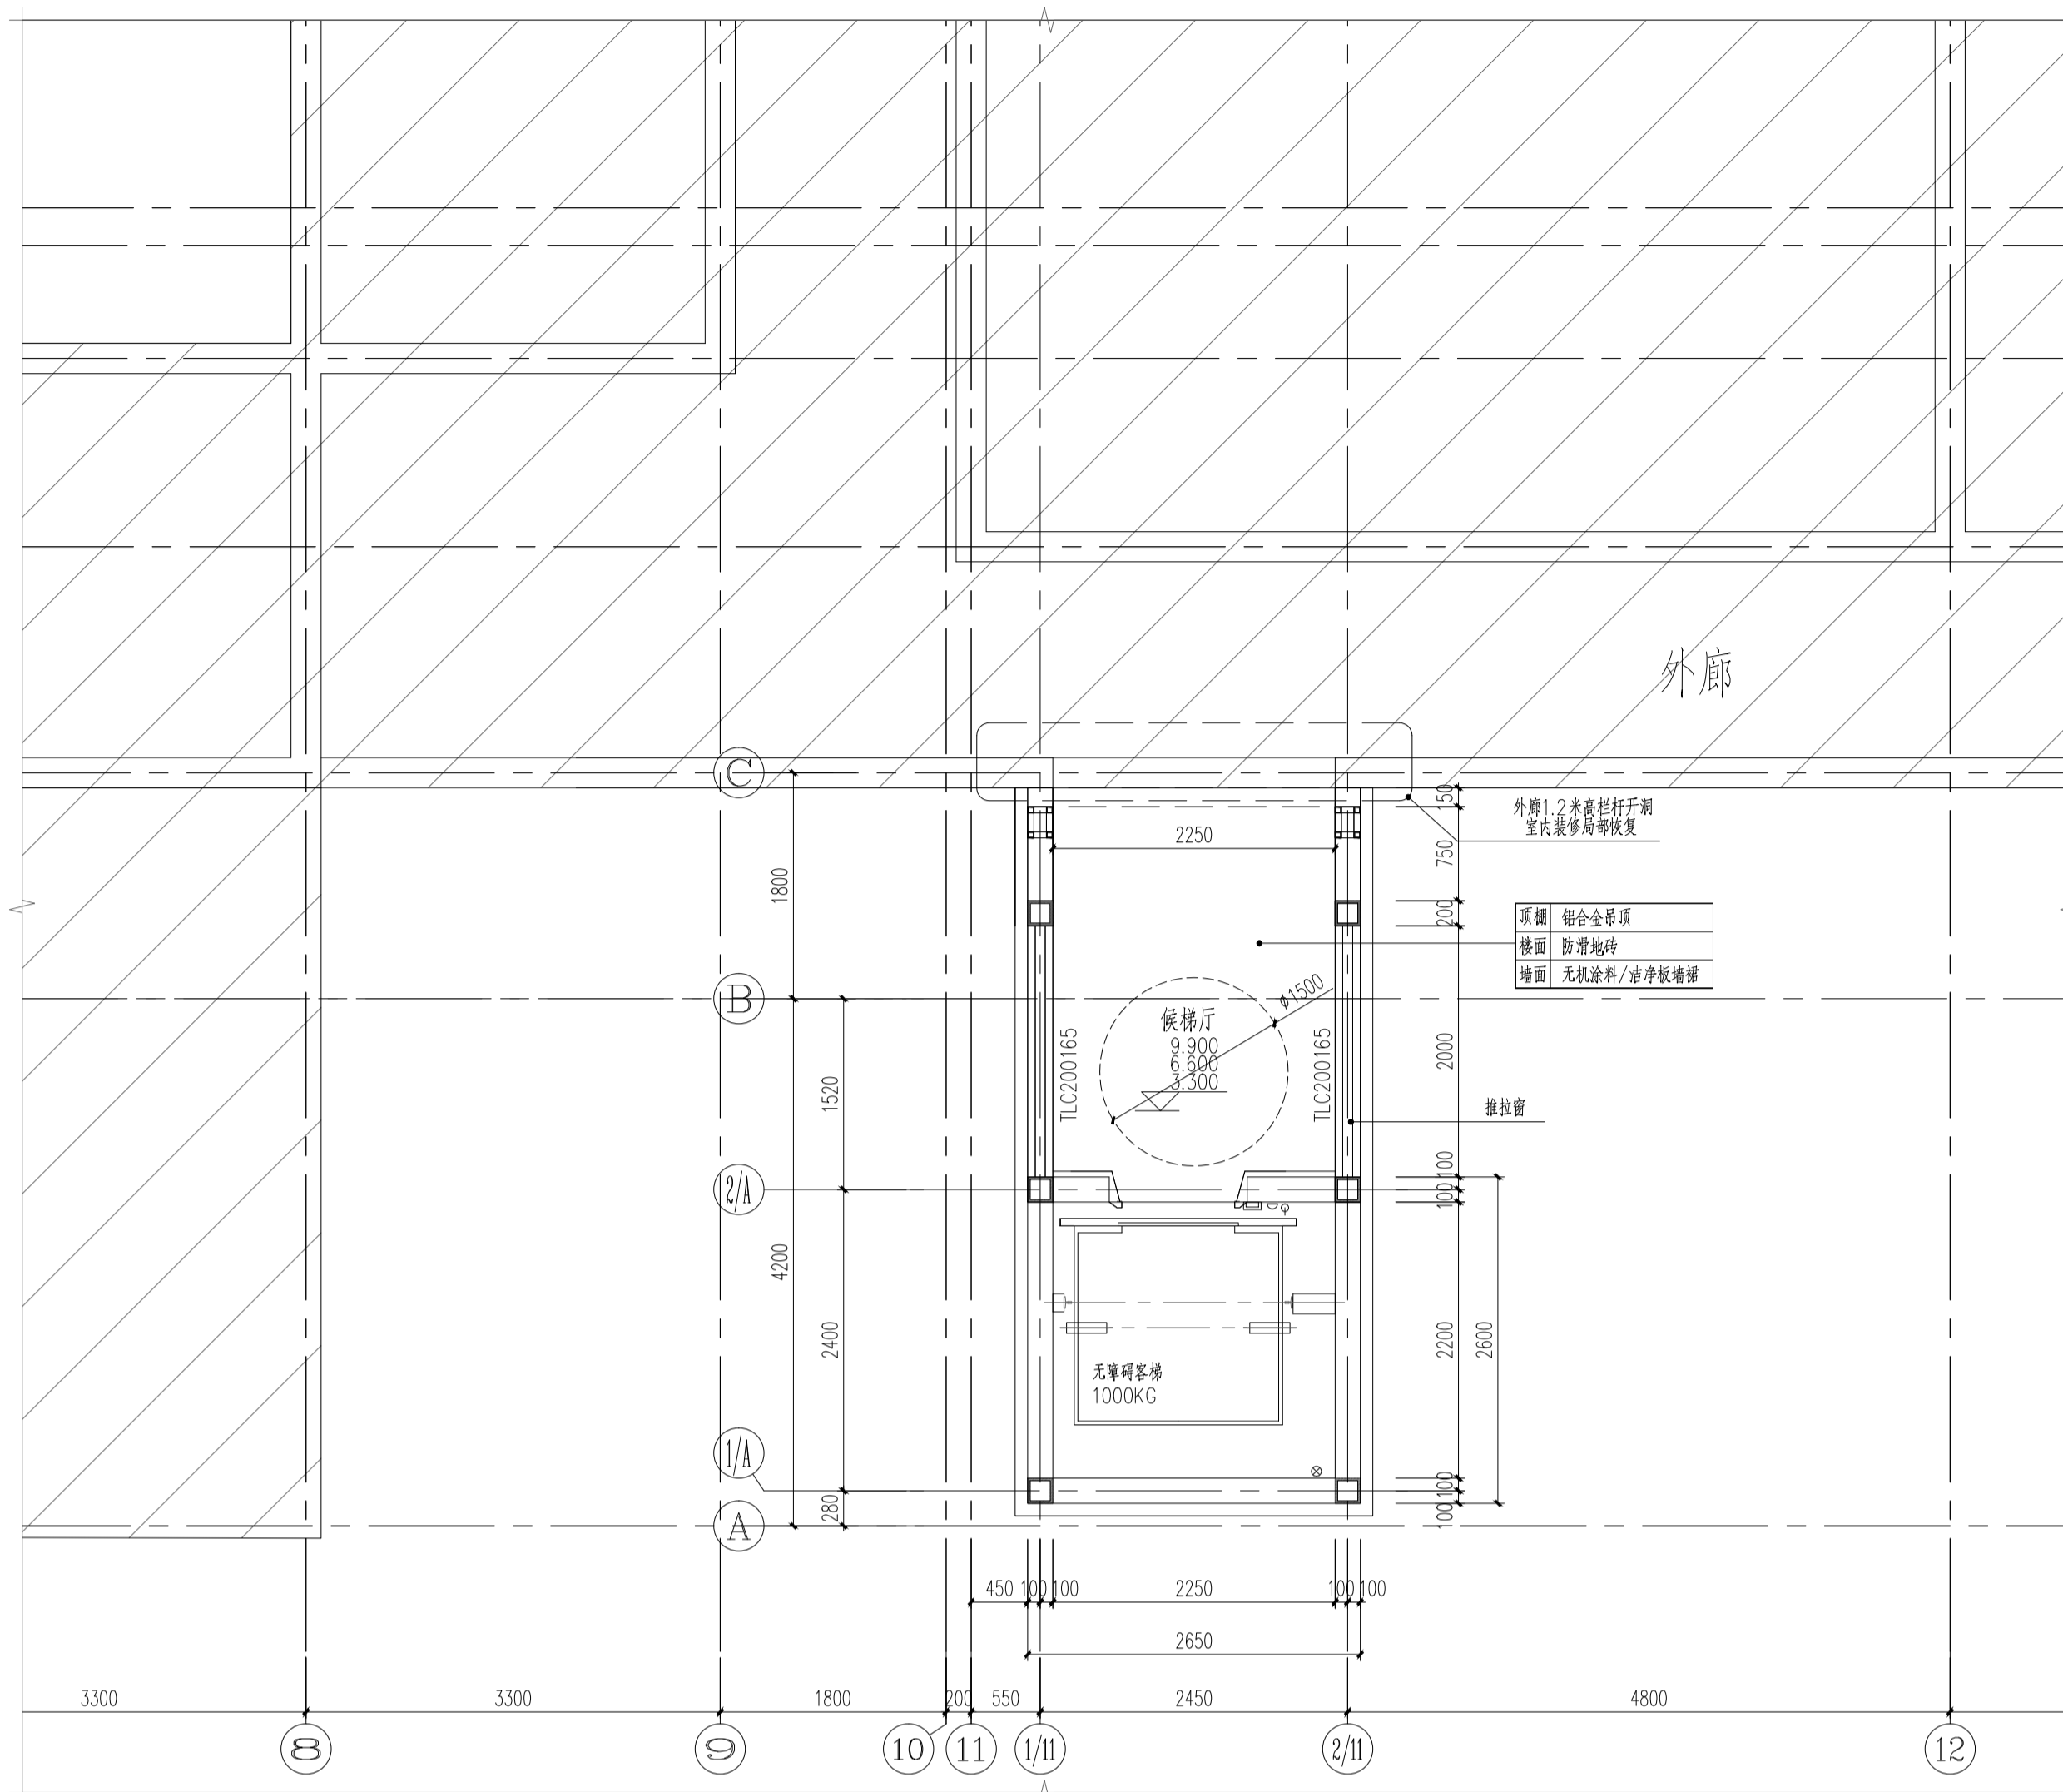 外廊
C
150
外廊1.2米高栏杆开洞
室内装修局部恢复
2250
750
1800
200
顶棚 铝合金吊顶
楼面 防滑地砖
墙面 无机涂料/洁净板墙裙
B
ø1500
候梯厅
9.900
6.600
3.300
TLC200165
TLC200165
2000
1520
推拉窗
2/A
100
100
4200
2400
2200
2600
无障碍客梯
1000KG
1/A
280
100
100
A
450 100 100 2250 100 100
2650
3300 3300 1800 200 550 2450 4800
8 9 10 11 1/11 2/11 12